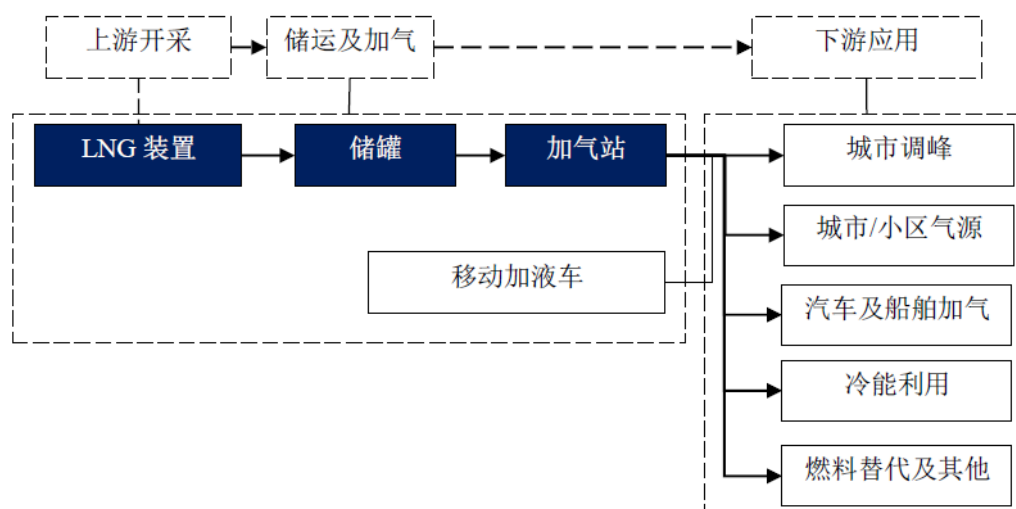 上游开采
储运及加气
下游应用
LNG 装置
储罐
加气站
城市调峰
城市/小区气源
移动加液车
汽车及船舶加气
冷能利用
燃料替代及其他